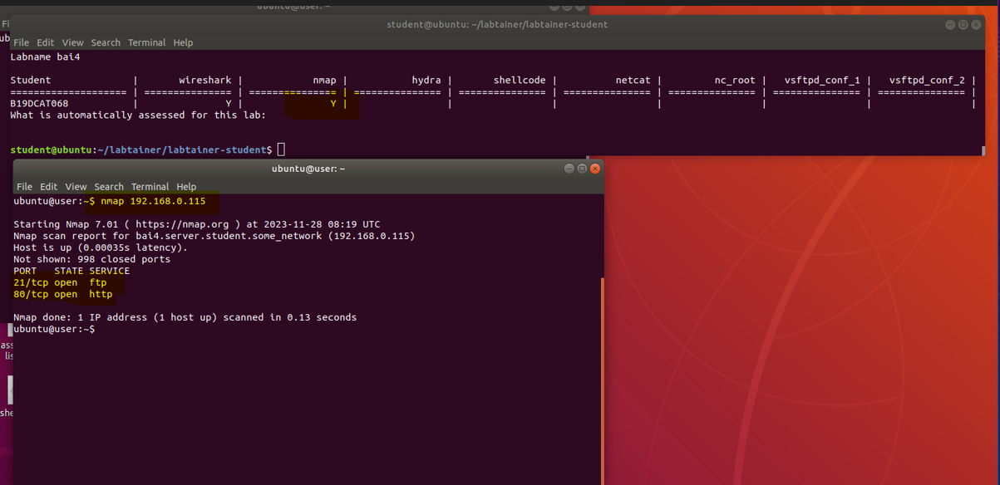 ubuntu@user: ~
student@ubuntu: ~/labtainer/labtainer-student
File Edit View Search Terminal Help
Labname bai4
Student | wireshark | nmap | hydra | shellcode | netcat | nc_root | vsftpd_conf_1 | vsftpd_conf_2 |
==================== | =============== | =============== | =============== | =============== | =============== | =============== | =============== | =============== |
B19DCAT068 | Y | Y | | | | | | |
What is automatically assessed for this lab:
student@ubuntu:~/labtainer/labtainer-student$
ubuntu@user: ~
File Edit View Search Terminal Help
ubuntu@user:~$ nmap 192.168.0.115
Starting Nmap 7.01 ( https://nmap.org ) at 2023-11-28 08:19 UTC
Nmap scan report for bai4.server.student.some_network (192.168.0.115)
Host is up (0.00035s latency).
Not shown: 998 closed ports
PORT STATE SERVICE
21/tcp open ftp
80/tcp open http
Nmap done: 1 IP address (1 host up) scanned in 0.13 seconds
ubuntu@user:~$